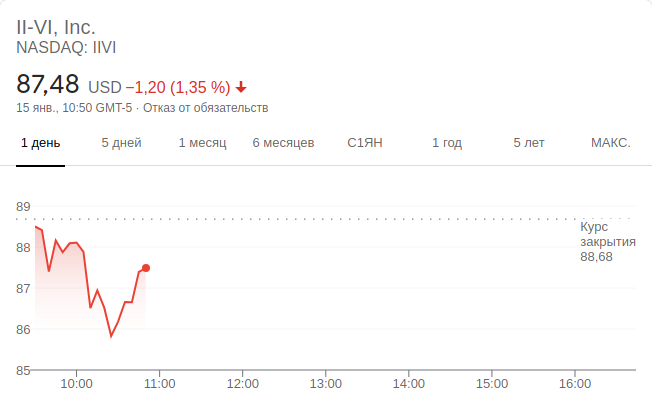 II-VI, Inc.
NASDAQ: IIVI
87,48 USD −1,20 (1,35 %)
15 янв., 10:50 GMT-5 · Отказ от обязательств
1 день 5 дней 1 месяц 6 месяцев С1ЯН 1 год 5 лет МАКС.
89
Курс
закрытия
88,68
88
87
86
85
10:00 11:00 12:00 13:00 14:00 15:00 16:00